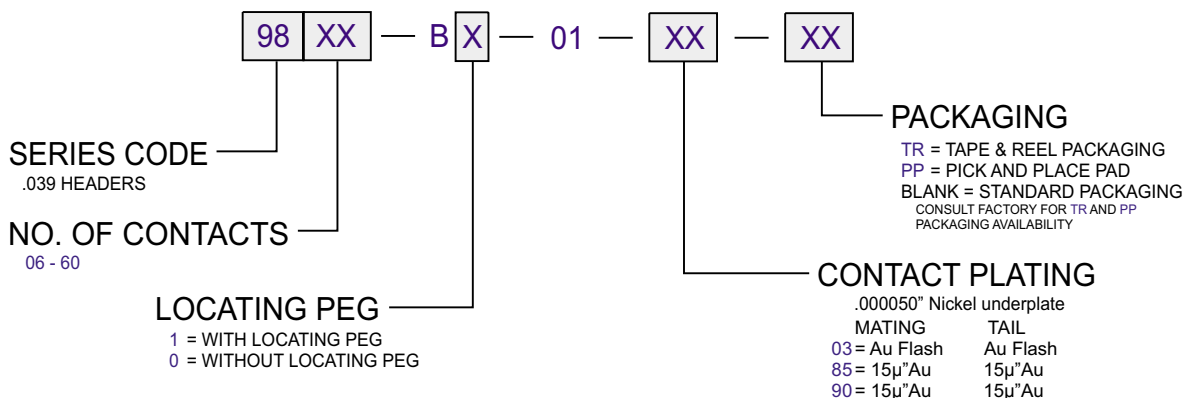 98 XX — B X — 01 — XX — XX
PACKAGING
TR = TAPE & REEL PACKAGING
PP = PICK AND PLACE PAD
BLANK = STANDARD PACKAGING
CONSULT FACTORY FOR TR AND PP
PACKAGING AVAILABILITY
SERIES CODE
.039 HEADERS
NO. OF CONTACTS
06 - 60
LOCATING PEG
1 = WITH LOCATING PEG
0 = WITHOUT LOCATING PEG
CONTACT PLATING
.000050” Nickel underplate
MATING TAIL
03 = Au Flash Au Flash
85 = 15µ”Au 15µ”Au
90 = 15µ”Au 15µ”Au